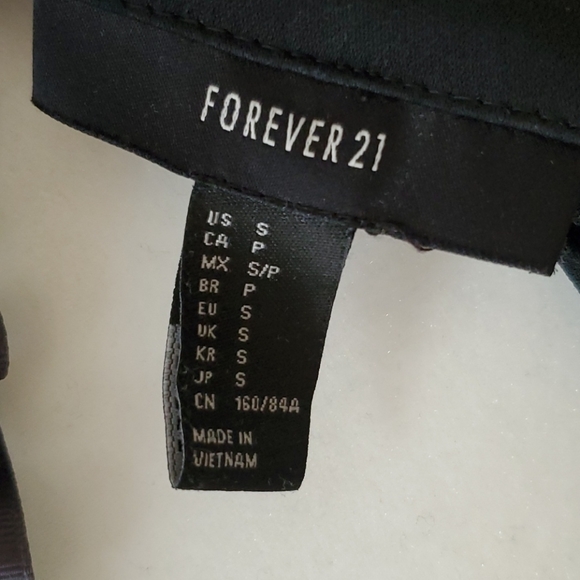 FOREVER 21
US S
CA P
MX S/P
BR P
EU S
UK S
KR S
JP S
CN 160/84A
MADE IN
VIETNAM